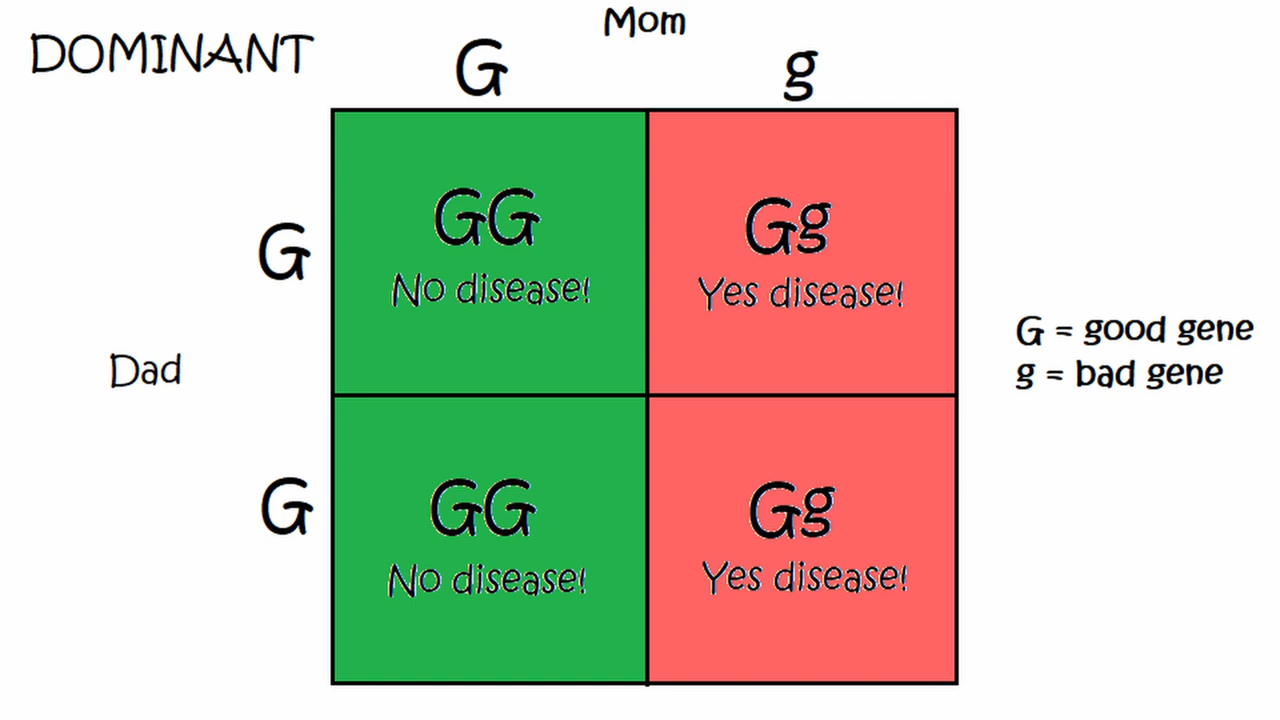 DOMINANT
Mom
G
g
G
GG
No disease!
Gg
Yes disease!
Dad
G = good gene
g = bad gene
G
GG
No disease!
Gg
Yes disease!